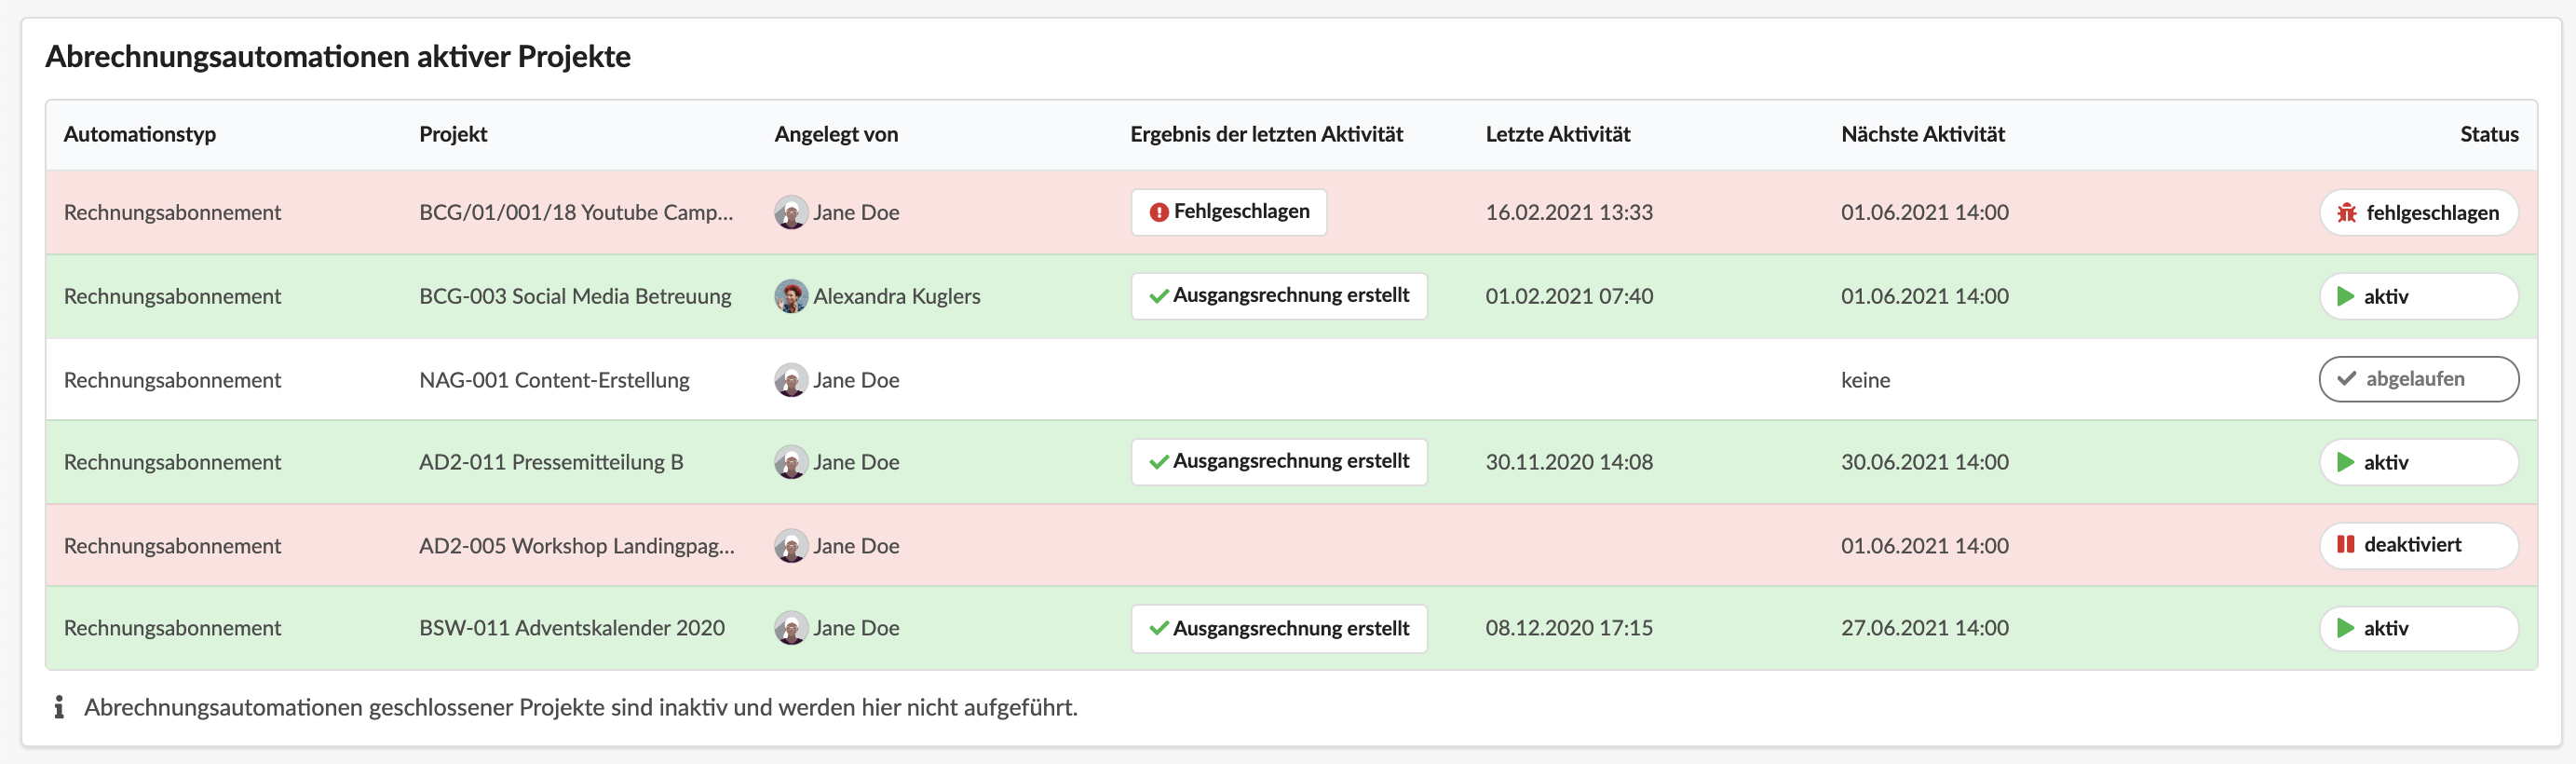 Abrechnungsautomationen aktiver Projekte
Automationstyp Projekt Angelegt von Ergebnis der letzten Aktivität Letzte Aktivität Nächste Aktivität Status
Rechnungsabonnement BCG/01/001/18 Youtube Camp... Jane Doe Fehlgeschlagen 16.02.2021 13:33 01.06.2021 14:00 fehlgeschlagen
Rechnungsabonnement BCG-003 Social Media Betreuung Alexandra Kuglers Ausgangsrechnung erstellt 01.02.2021 07:40 01.06.2021 14:00 aktiv
Rechnungsabonnement NAG-001 Content-Erstellung Jane Doe keine abgelaufen
Rechnungsabonnement AD2-011 Pressemitteilung B Jane Doe Ausgangsrechnung erstellt 30.11.2020 14:08 30.06.2021 14:00 aktiv
Rechnungsabonnement AD2-005 Workshop Landingpag... Jane Doe 01.06.2021 14:00 deaktiviert
Rechnungsabonnement BSW-011 Adventskalender 2020 Jane Doe Ausgangsrechnung erstellt 08.12.2020 17:15 27.06.2021 14:00 aktiv
Abrechnungsautomationen geschlossener Projekte sind inaktiv und werden hier nicht aufgeführt.